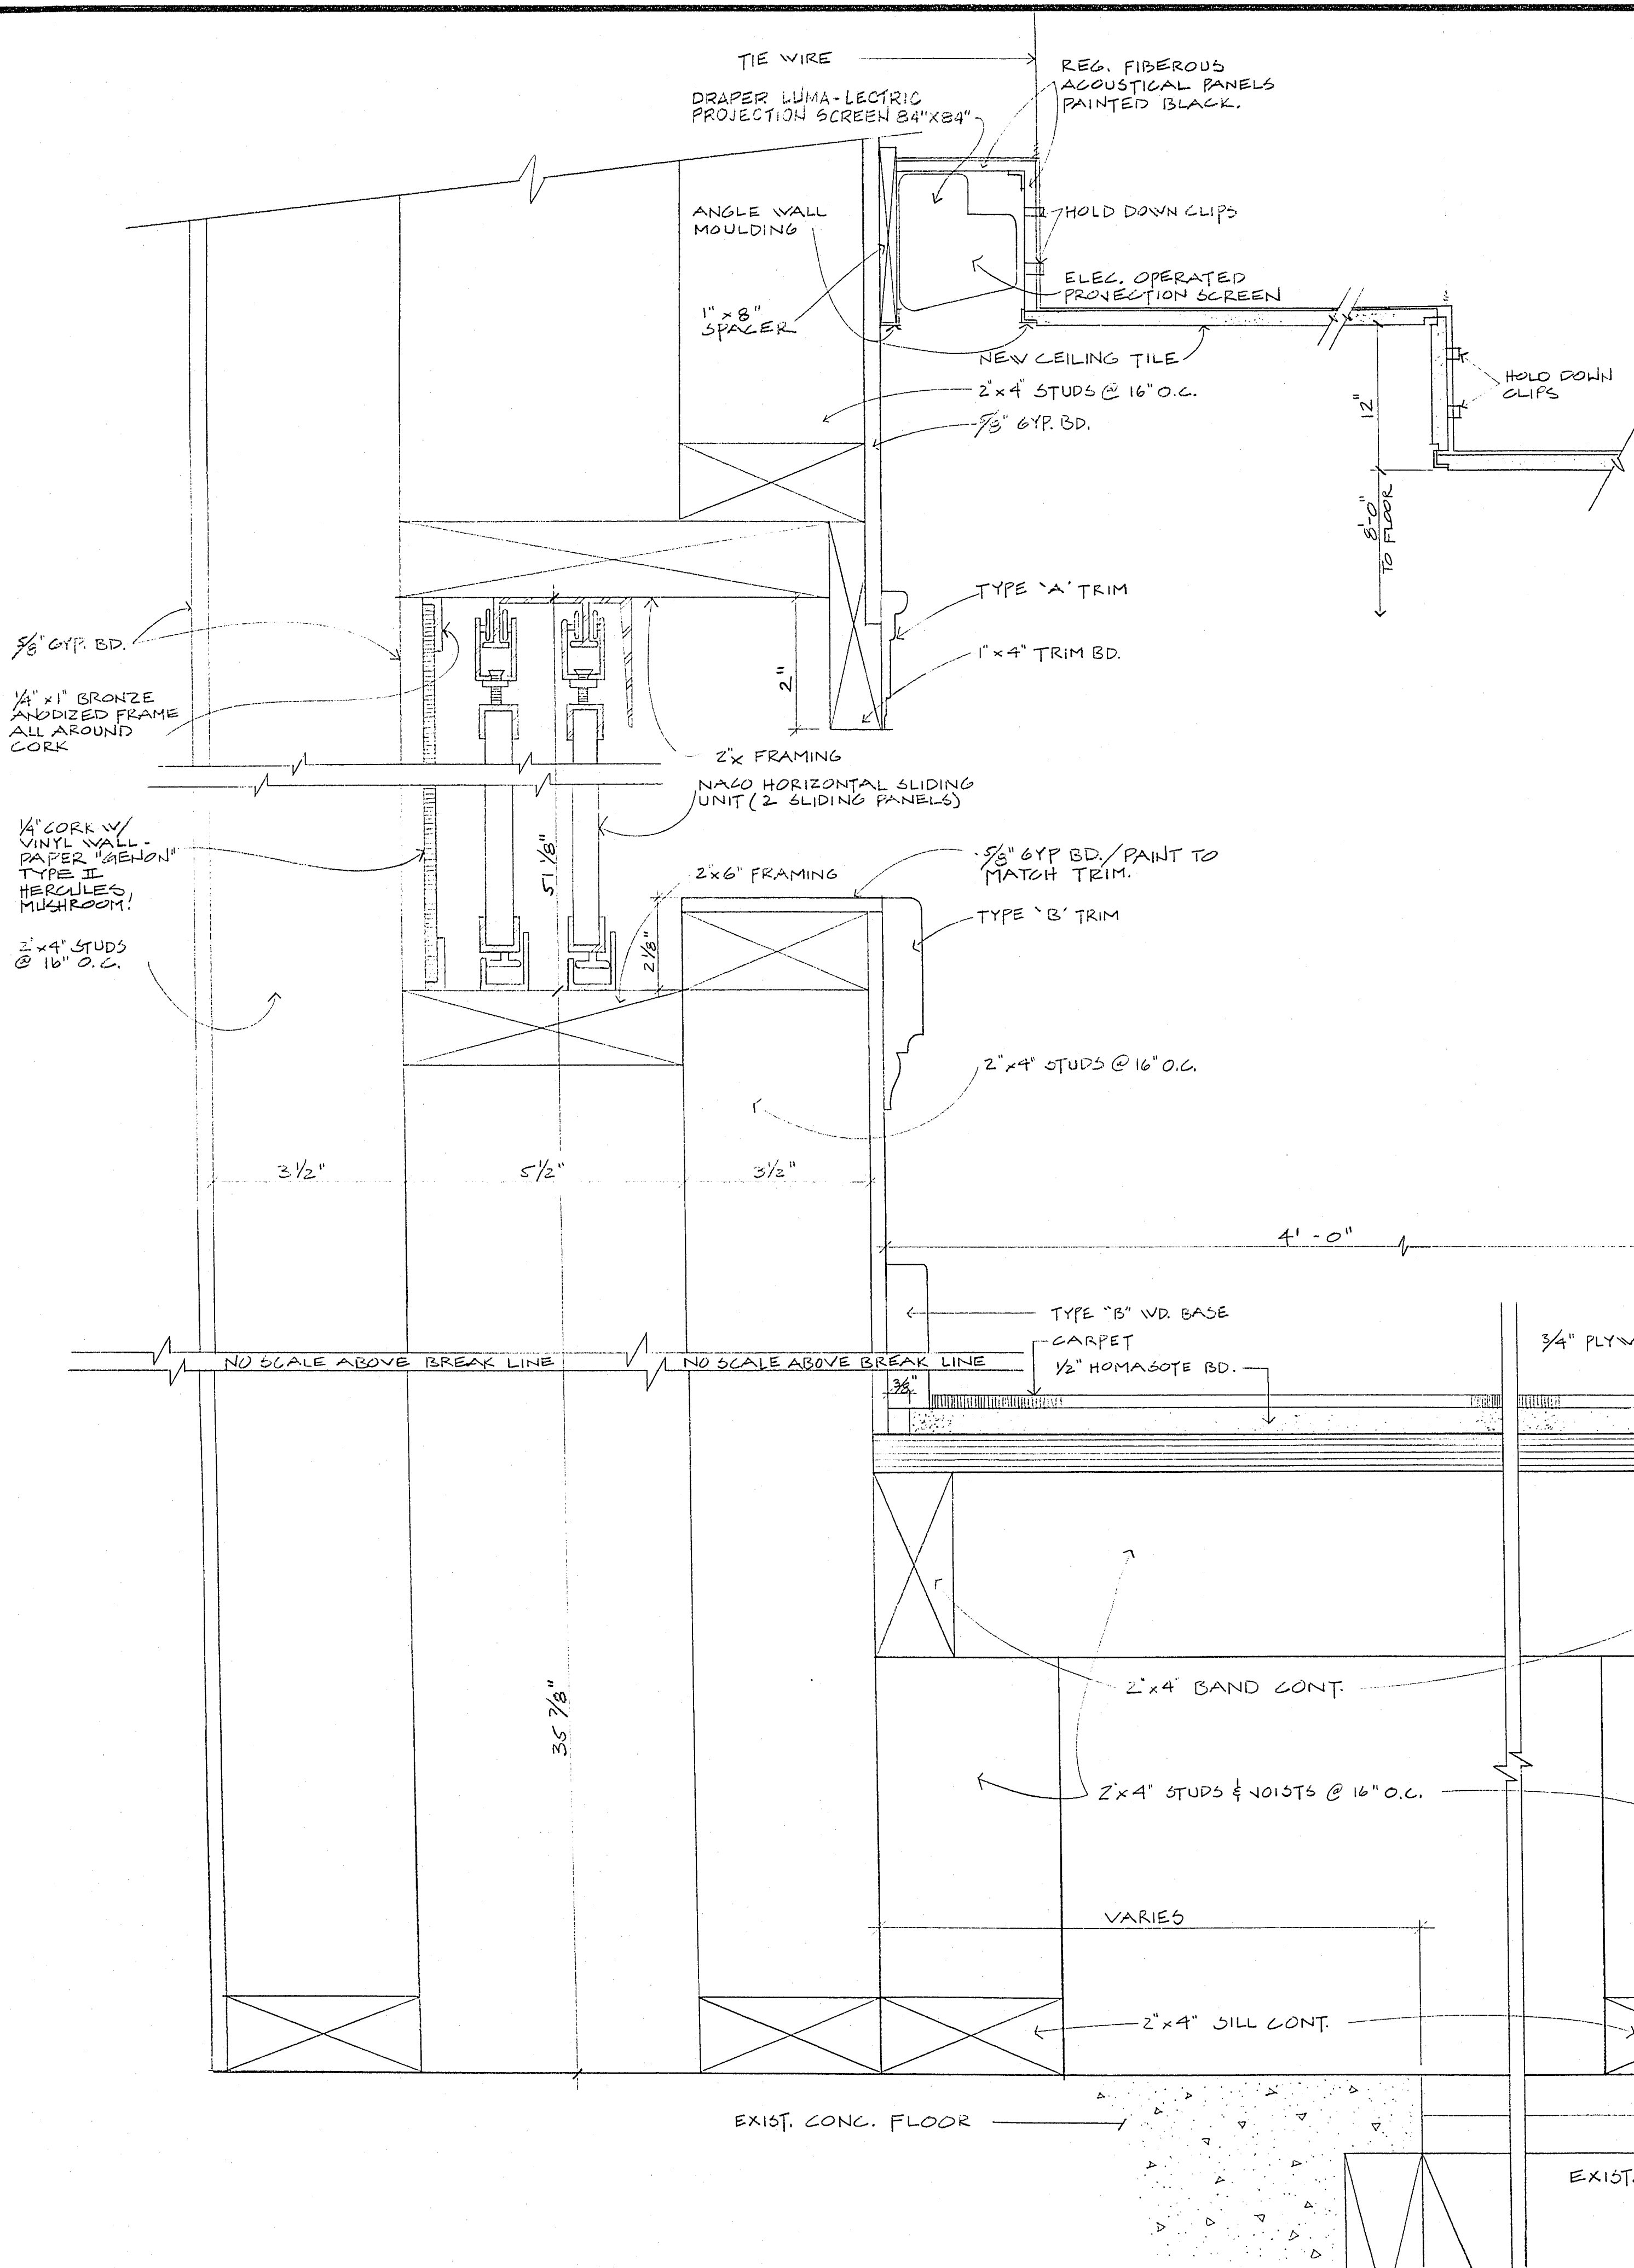 TIE WIRE
REG. FIBEROUS
ACOUSTICAL PANELS
PAINTED BLACK.
DRAPER LUMA-LECTRIC
PROJECTION SCREEN 84"X84"
ANGLE WALL
MOULDING
HOLD DOWN CLIPS
ELEC. OPERATED
PROJECTION SCREEN
1" x 8"
SPACER
NEW CEILING TILE
HOLD DOWN
CLIPS
2"x4" STUDS @ 16" O.C.
5/8" GYP. BD.
12"
8'-0"
TO FLOOR
TYPE 'A' TRIM
5/8" GYP. BD.
1"x4" TRIM BD.
2"
1/4" x1" BRONZE
ANODIZED FRAME
ALL AROUND
CORK
2"x FRAMING
NACO HORIZONTAL SLIDING
UNIT (2 SLIDING PANELS)
1/4" CORK W/
VINYL WALL-
PAPER "GENON"
TYPE II
HERCULES,
MUSHROOM!
51 1/8"
5/8" GYP BD./PAINT TO
MATCH TRIM.
2"x6" FRAMING
TYPE 'B' TRIM
2"x4" STUDS
@ 16" O.C.
2 1/8"
2"x4" STUDS @ 16" O.C.
3 1/2"
5 1/2"
3 1/2"
4' - 0"
TYPE "B" WD. BASE
CARPET
3/4"
NO SCALE ABOVE BREAK LINE
NO SCALE ABOVE BREAK LINE
1/2" HOMASOTE BD.
3/8"
2"x4" BAND CONT.
35 7/8"
2"x4" STUDS & JOISTS @ 16" O.C.
VARIES
2"x4" SILL CONT.
EXIST. CONC. FLOOR
EXIST.